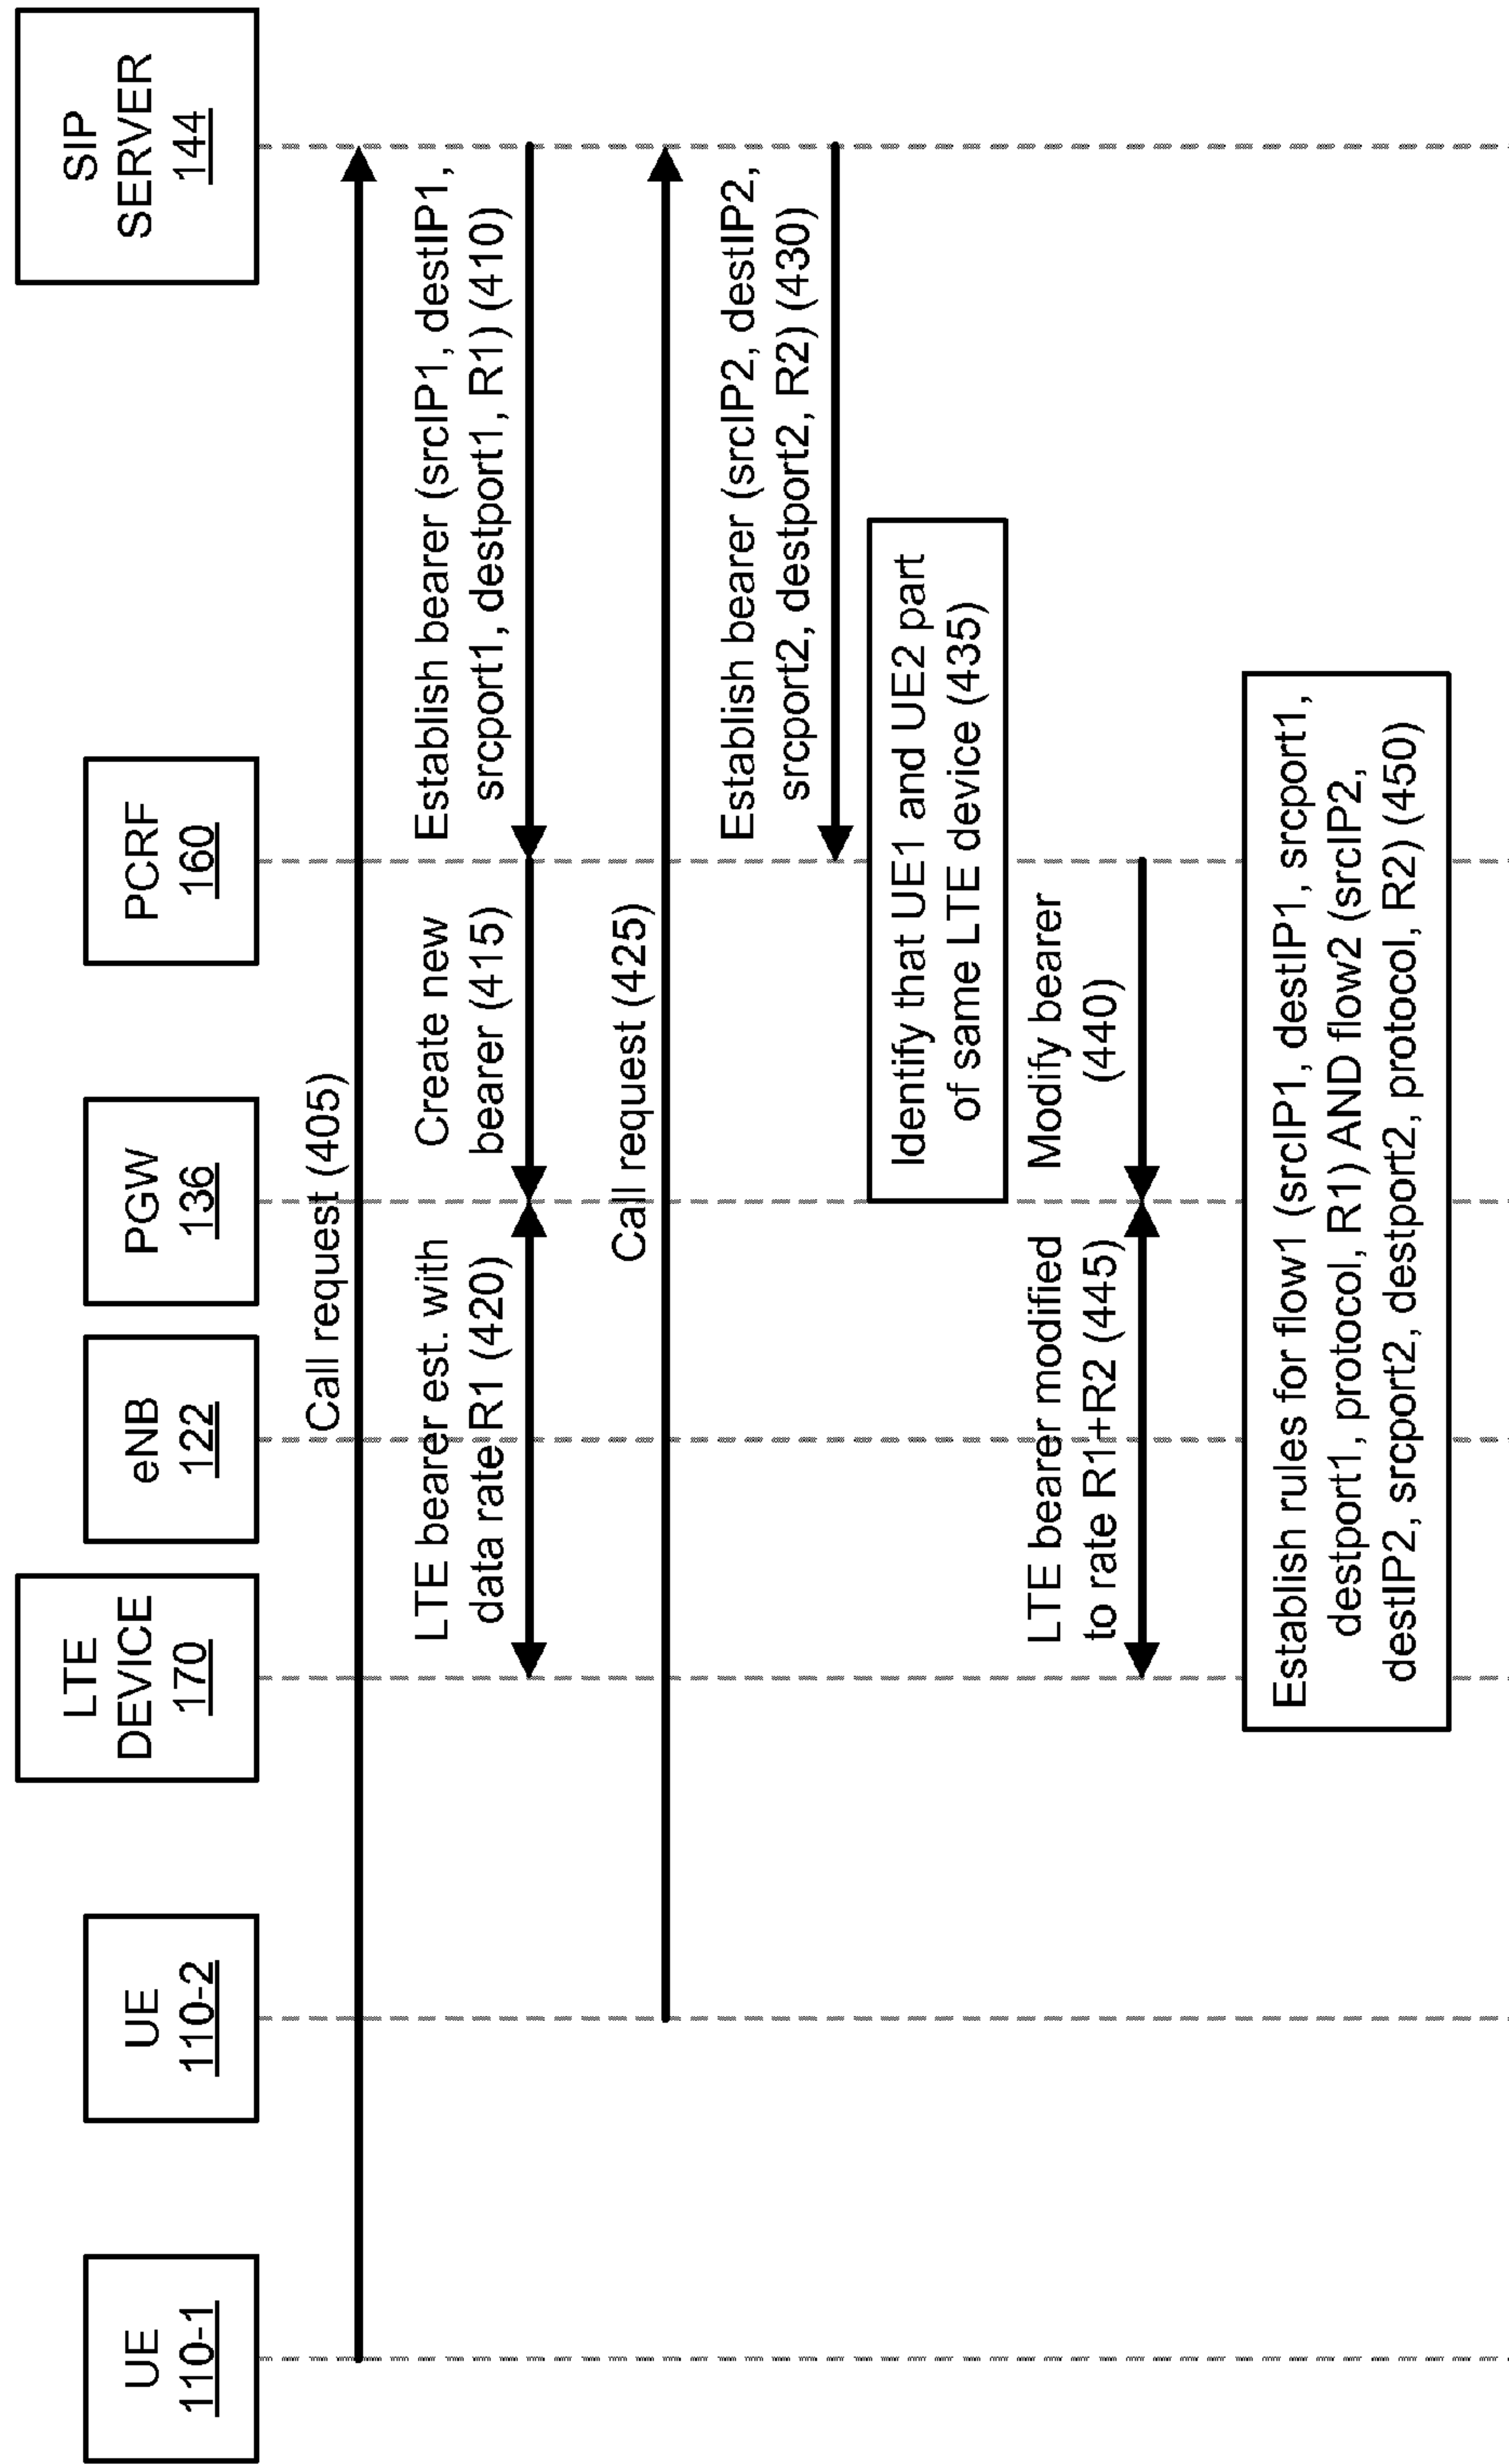 UE
110-1
UE
110-2
LTE
DEVICE
170
eNB
122
PGW
136
PCRF
160
SIP
SERVER
144
Call request (405)
Establish bearer (srcIP1, destIP1,
srcport1, destport1, R1) (410)
Create new
bearer (415)
LTE bearer est. with
data rate R1 (420)
Call request (425)
Establish bearer (srcIP2, destIP2,
srcport2, destport2, R2) (430)
Identify that UE1 and UE2 part
of same LTE device (435)
Modify bearer
(440)
LTE bearer modified
to rate R1+R2 (445)
Establish rules for flow1 (srcIP1, destIP1, srcport1,
destport1, protocol, R1) AND flow2 (srcIP2,
destIP2, srcport2, destport2, protocol, R2) (450)